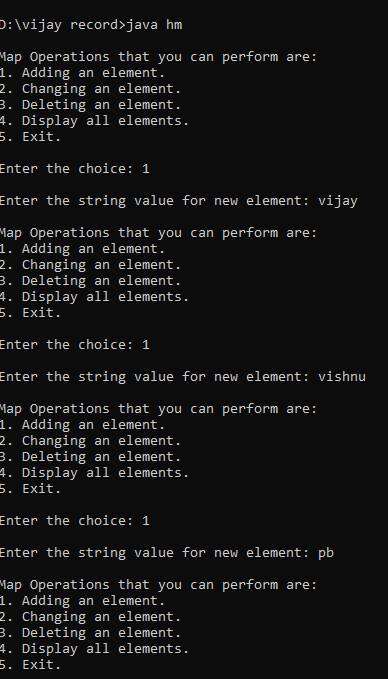 D:\vijay record>java hm
Map Operations that you can perform are:
1. Adding an element.
2. Changing an element.
3. Deleting an element.
4. Display all elements.
5. Exit.
Enter the choice: 1
Enter the string value for new element: vijay
Map Operations that you can perform are:
1. Adding an element.
2. Changing an element.
3. Deleting an element.
4. Display all elements.
5. Exit.
Enter the choice: 1
Enter the string value for new element: vishnu
Map Operations that you can perform are:
1. Adding an element.
2. Changing an element.
3. Deleting an element.
4. Display all elements.
5. Exit.
Enter the choice: 1
Enter the string value for new element: pb
Map Operations that you can perform are:
1. Adding an element.
2. Changing an element.
3. Deleting an element.
4. Display all elements.
5. Exit.